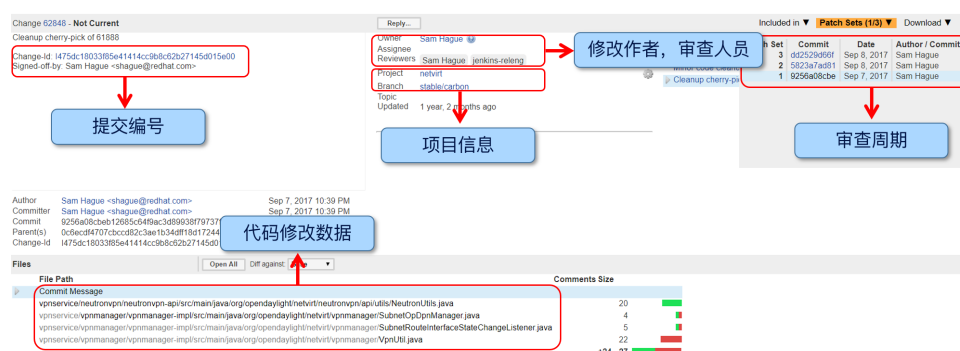 Change 62848 - Not Current
Reply...
Included in ▼ Patch Sets (1/3) ▼ Download ▼
Cleanup cherry-pick of 61888
Change-Id: I475dc18033f85e41414cc9b8c62b27145d015e00
Signed-off-by: Sam Hague <shague@redhat.com>
提交编号
Owner Sam Hague
Assignee
Reviewers Sam Hague jenkins-releng
Project netvirt
Branch stable/carbon
Topic
Updated 1 year, 2 months ago
修改作者，审查人员
项目信息
Cleanup cherry-pi
Set Commit Date Author / Commit
3 dd2529d66f Sep 8, 2017 Sam Hague
2 5823a7ad81 Sep 8, 2017 Sam Hague
1 9256a08cbe Sep 7, 2017 Sam Hague
审查周期
Author Sam Hague <shague@redhat.com> Sep 7, 2017 10:39 PM
Committer Sam Hague <shague@redhat.com> Sep 7, 2017 10:39 PM
Commit 9256a08cbeb12685c64f9ac3d89938f79737
Parent(s) 0c6ecdf4707cbccd82c3ae1b34dff18d17244
Change-Id I475dc18033f85e41414cc9b8c62b27145d0
代码修改数据
Files Open All Diff against:
File Path Comments Size
Commit Message
vpnservice/neutronvpn/neutronvpn-api/src/main/java/org/opendaylight/netvirt/neutronvpn/api/utils/NeutronUtils.java 20
vpnservice/vpnmanager/vpnmanager-impl/src/main/java/org/opendaylight/netvirt/vpnmanager/SubnetOpDpnManager.java 4
vpnservice/vpnmanager/vpnmanager-impl/src/main/java/org/opendaylight/netvirt/vpnmanager/SubnetRouteInterfaceStateChangeListener.java 5
vpnservice/vpnmanager/vpnmanager-impl/src/main/java/org/opendaylight/netvirt/vpnmanager/VpnUtil.java 22